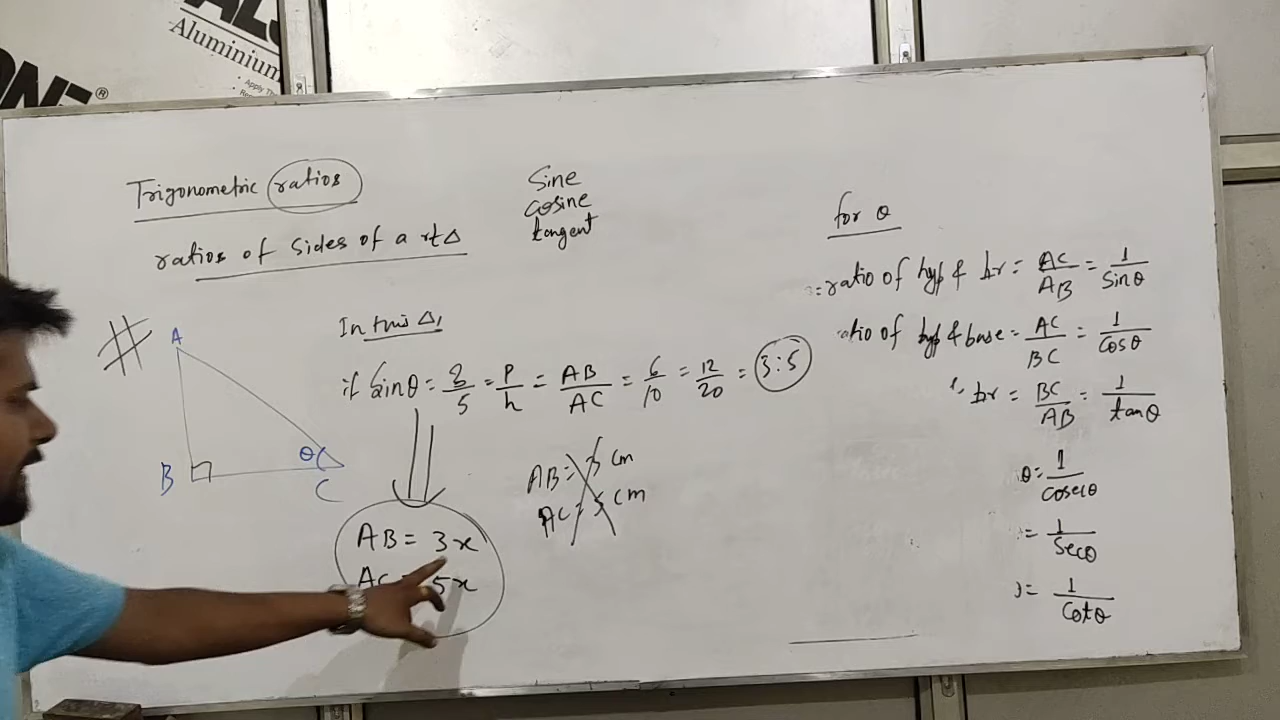 Aluminium
Trigonometric ratios
ratios of sides of a rt△
Sine
cosine
tangent
A
B
C
θ
In this △,
if Sinθ = 3/5 = P/h = AB/AC = 6/10 = 12/20 = 3:5
AB = 3x
AC = 5x
AB = 3 cm
AC = 5 cm
for θ
=ratio of hyp & ⊥r = AC/AB = 1/Sinθ
ratio of hyp & base = AC/BC = 1/cosθ
⊥r = BC/AB = 1/tanθ
θ = 1/cosecθ
= 1/Secθ
= 1/Cotθ